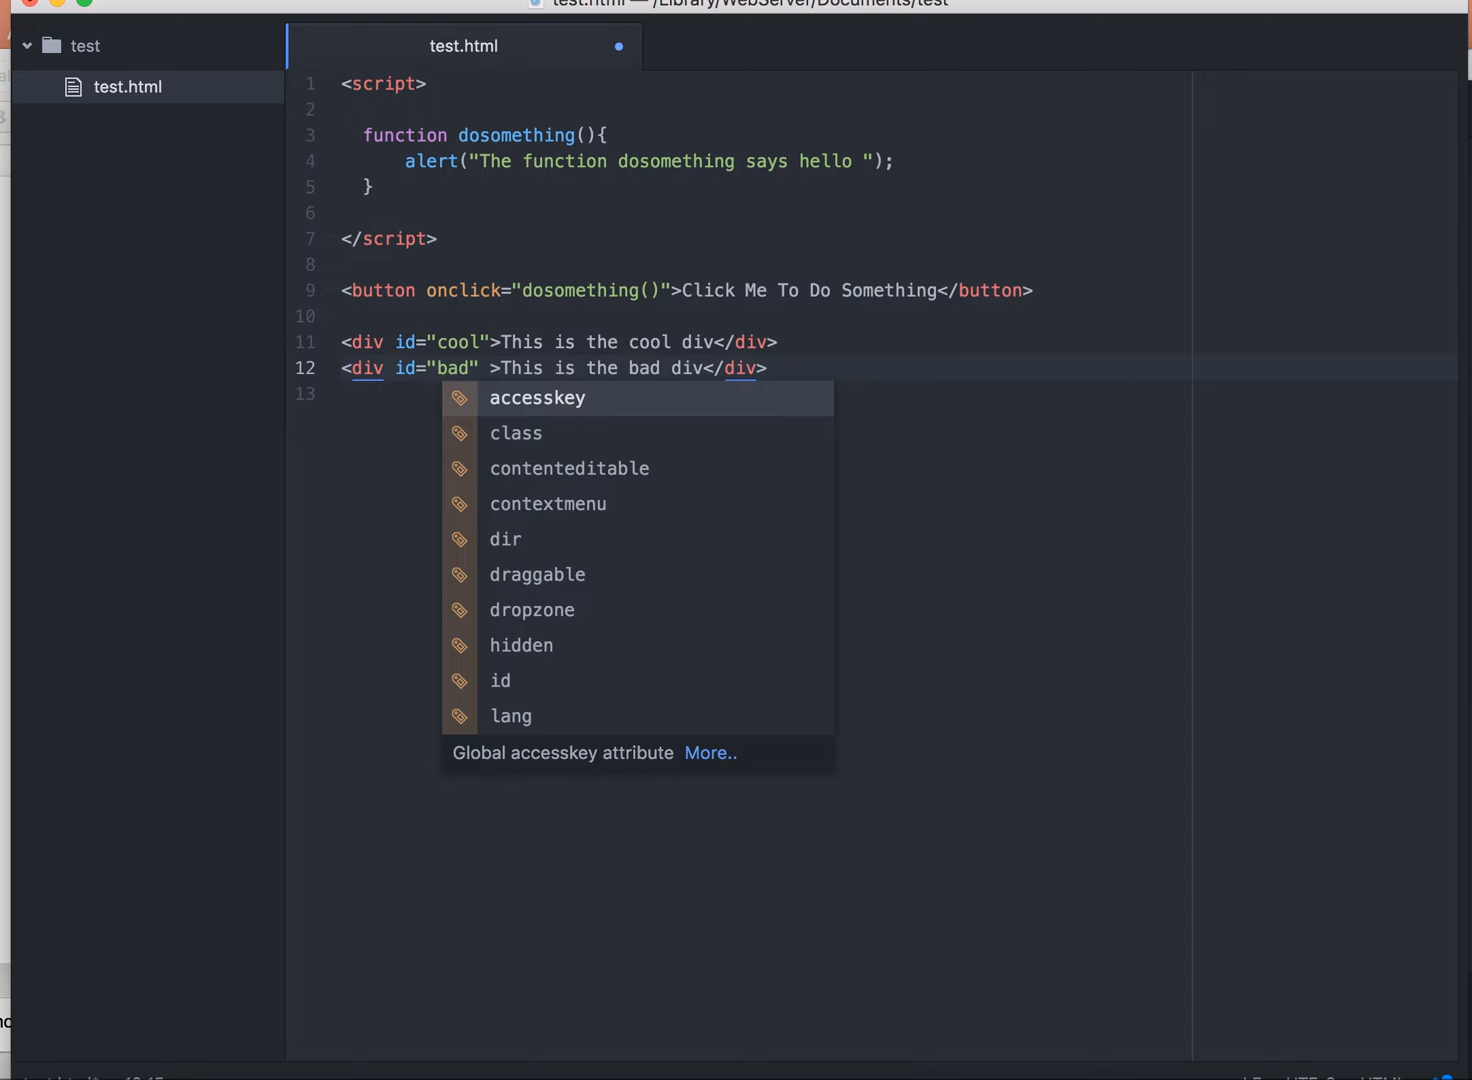 test.html — /Library/WebServer/Documents/test
test
test.html
test.html
1 <script>
2
3 function dosomething(){
4 alert("The function dosomething says hello ");
5 }
6
7 </script>
8
9 <button onclick="dosomething()">Click Me To Do Something</button>
10
11 <div id="cool">This is the cool div</div>
12 <div id="bad" >This is the bad div</div>
13
accesskey
class
contenteditable
contextmenu
dir
draggable
dropzone
hidden
id
lang
Global accesskey attribute More..